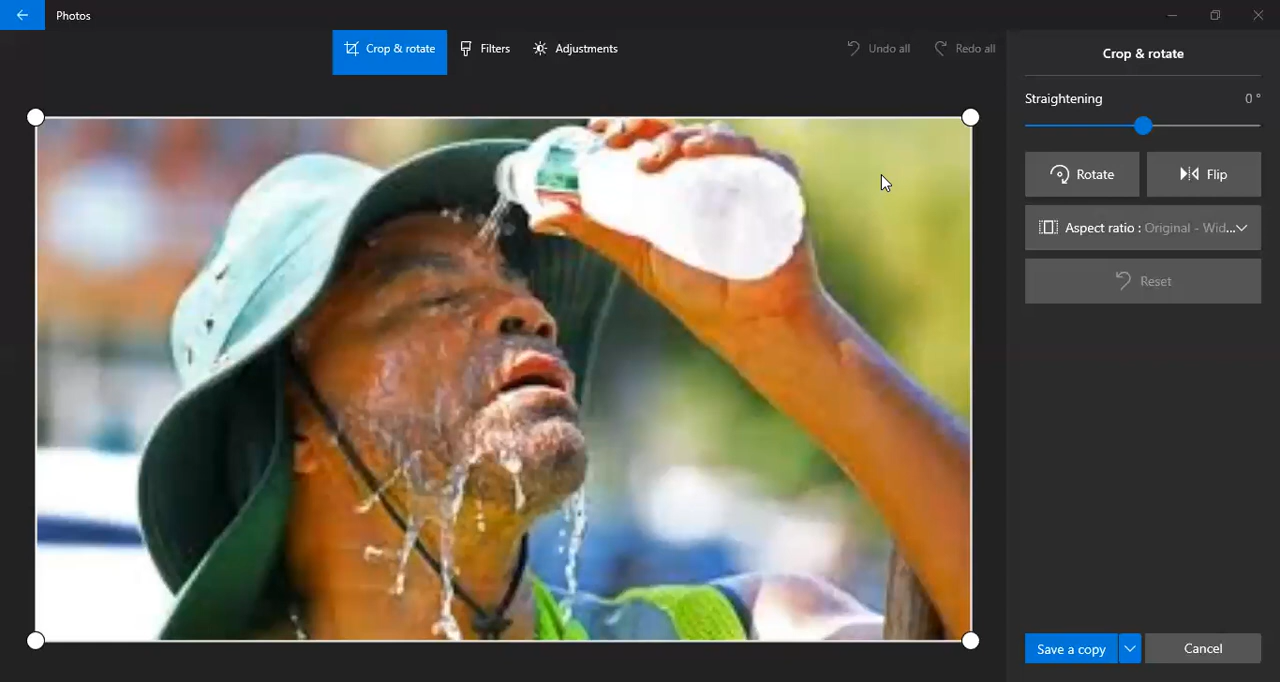 Photos
Crop & rotate
Filters
Adjustments
Undo all
Redo all
Crop & rotate
Straightening 0 °
Rotate
Flip
Aspect ratio : Original - Wid...
Reset
Save a copy
Cancel